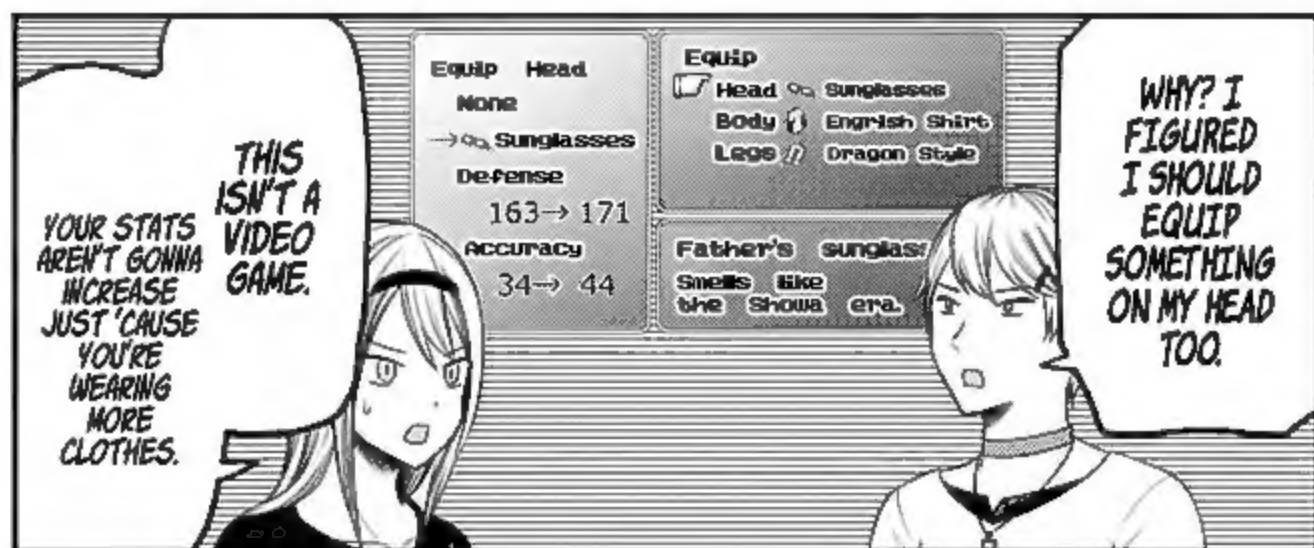 WHY? I
FIGURED
I SHOULD
EQUIP
SOMETHING
ON MY HEAD
TOO.
Equip
Head Sunglasses
Body Engrish Shirt
Legs Dragon Style
Father's sunglass
Smells like
the Showa era.
Equip Head
None
→ Sunglasses
Defense
163→ 171
Accuracy
34→ 44
THIS
ISN'T A
VIDEO
GAME.
YOUR STATS
AREN'T GONNA
INCREASE
JUST 'CAUSE
YOU'RE
WEARING
MORE
CLOTHES.